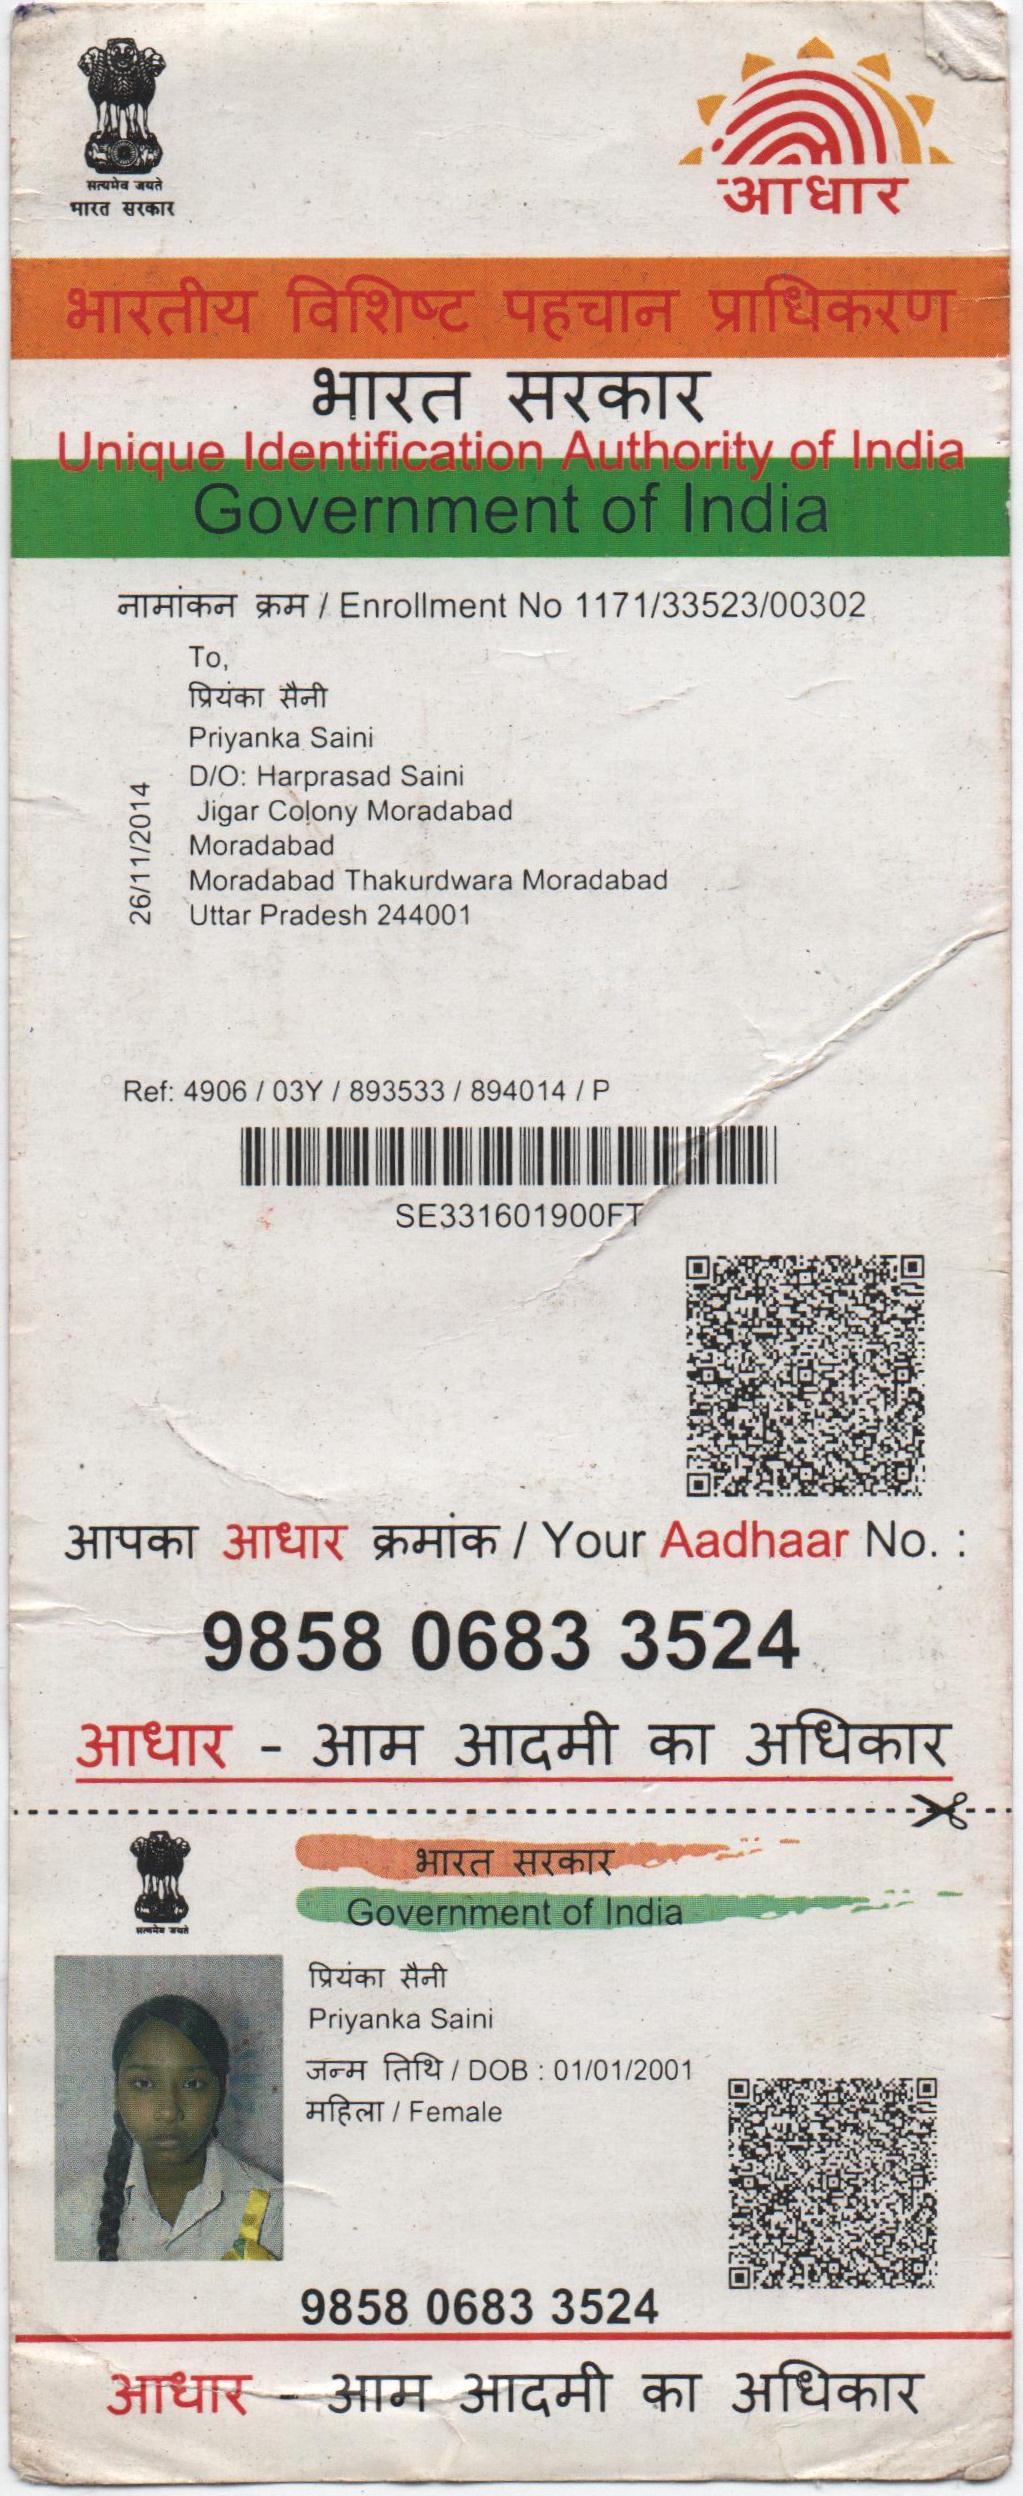 सत्यमेव जयते
भारत सरकार
आधार
भारतीय विशिष्ट पहचान प्राधिकरण
भारत सरकार
Unique Identification Authority of India
Government of India
नामांकन क्रम / Enrollment No 1171/33523/00302
To,
प्रियंका सैनी
Priyanka Saini
D/O: Harprasad Saini
Jigar Colony Moradabad
Moradabad
Moradabad Thakurdwara Moradabad
Uttar Pradesh 244001
26/11/2014
Ref: 4906 / 03Y / 893533 / 894014 / P
SE331601900FT
आपका आधार क्रमांक / Your Aadhaar No. :
9858 0683 3524
आधार - आम आदमी का अधिकार
सत्यमेव जयते
भारत सरकार
Government of India
प्रियंका सैनी
Priyanka Saini
जन्म तिथि / DOB : 01/01/2001
महिला / Female
9858 0683 3524
आधार - आम आदमी का अधिकार